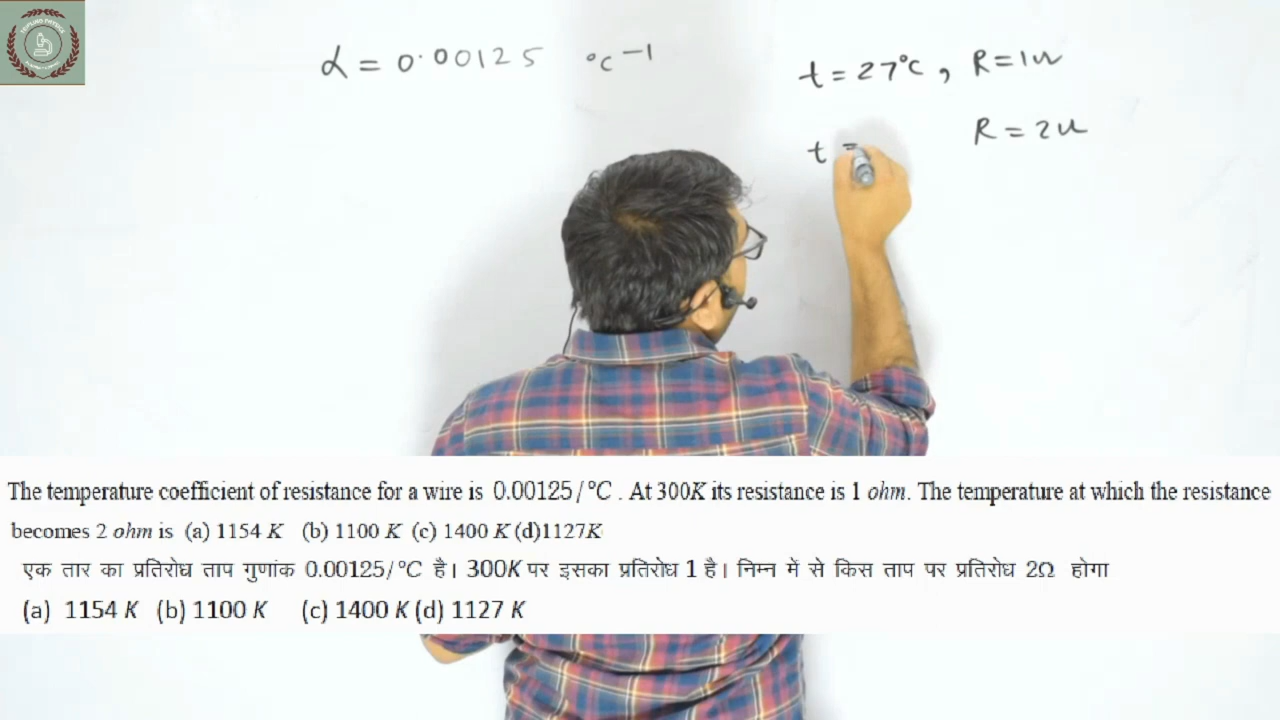 α = 0.00125 °C⁻¹
t = 27°C, R = 1Ω
t = R = 2Ω
The temperature coefficient of resistance for a wire is 0.00125/°C . At 300K its resistance is 1 ohm. The temperature at which the resistance
becomes 2 ohm is (a) 1154 K (b) 1100 K (c) 1400 K (d)1127K
एक तार का प्रतिरोध ताप गुणांक 0.00125/°C है। 300K पर इसका प्रतिरोध 1 है। निम्न में से किस ताप पर प्रतिरोध 2Ω होगा
(a) 1154 K (b) 1100 K (c) 1400 K (d) 1127 K